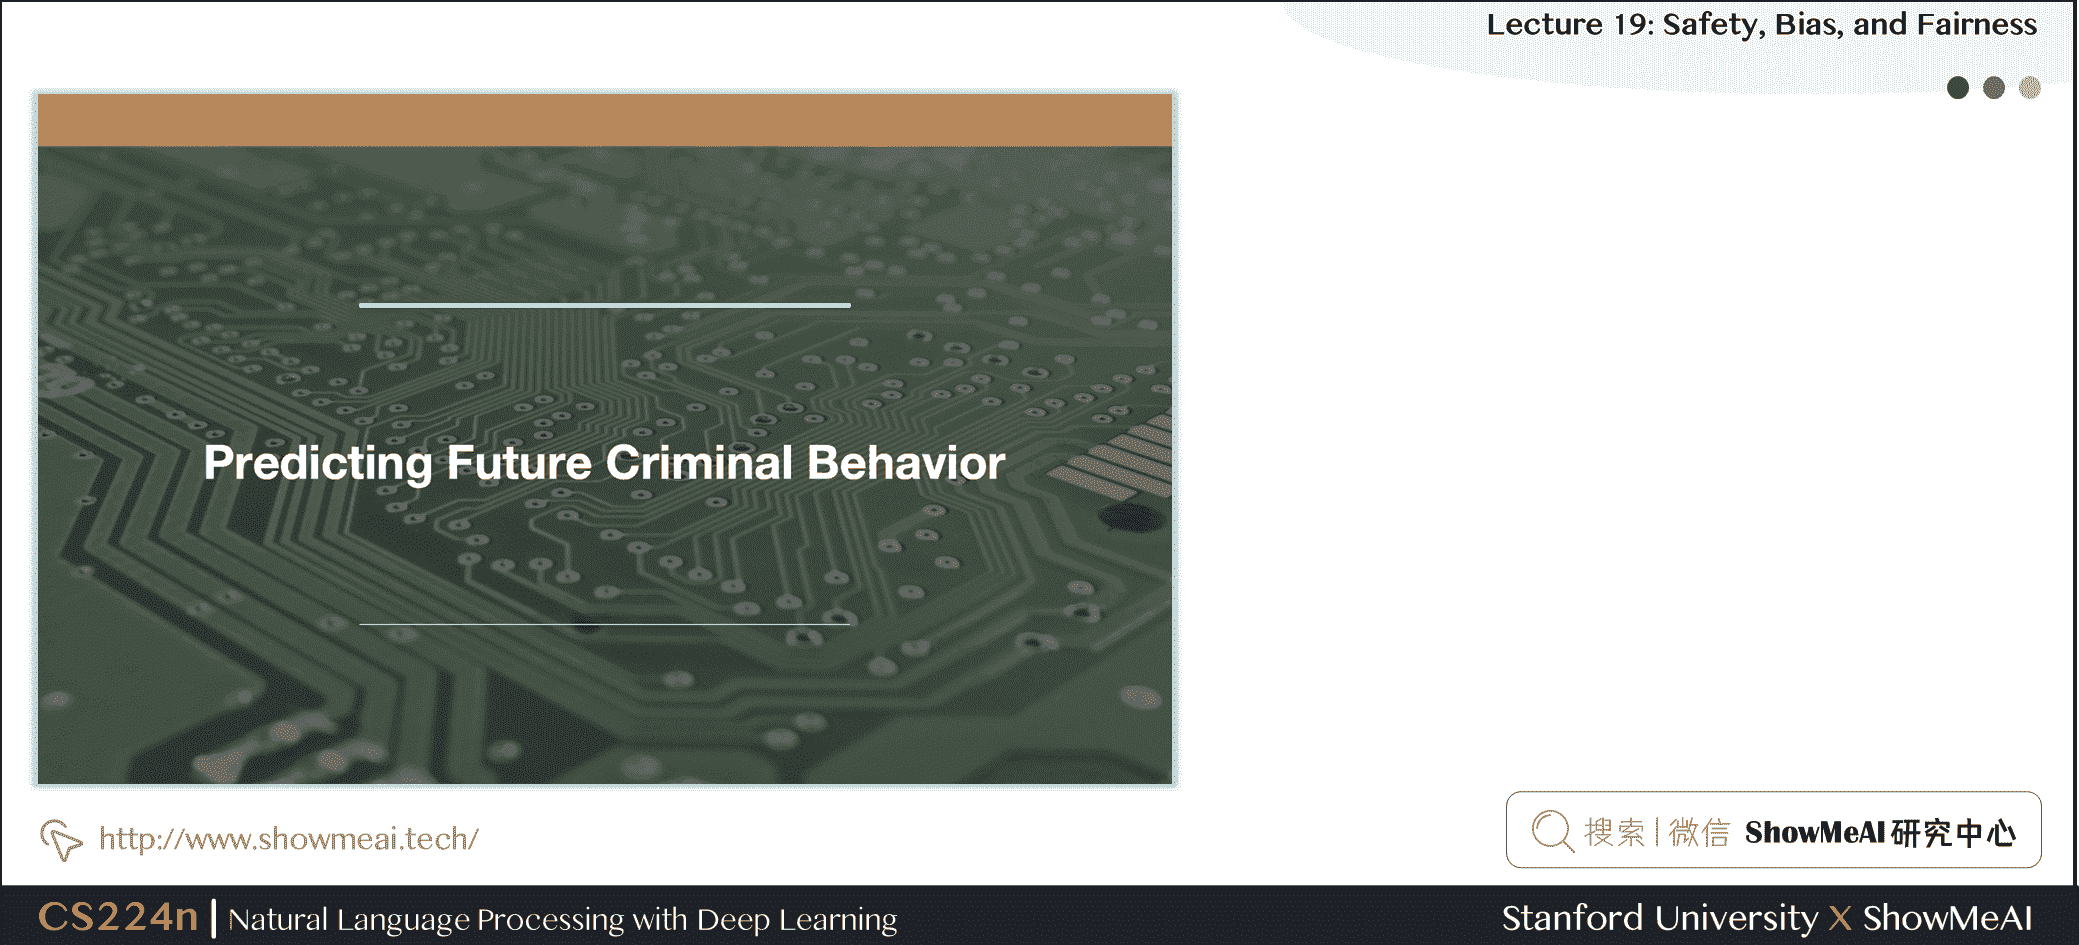 Lecture 19: Safety, Bias, and Fairness
Predicting Future Criminal Behavior
http://www.showmeai.tech/
搜索 | 微信 ShowMeAI 研究中心
CS224n | Natural Language Processing with Deep Learning
Stanford University X ShowMeAI